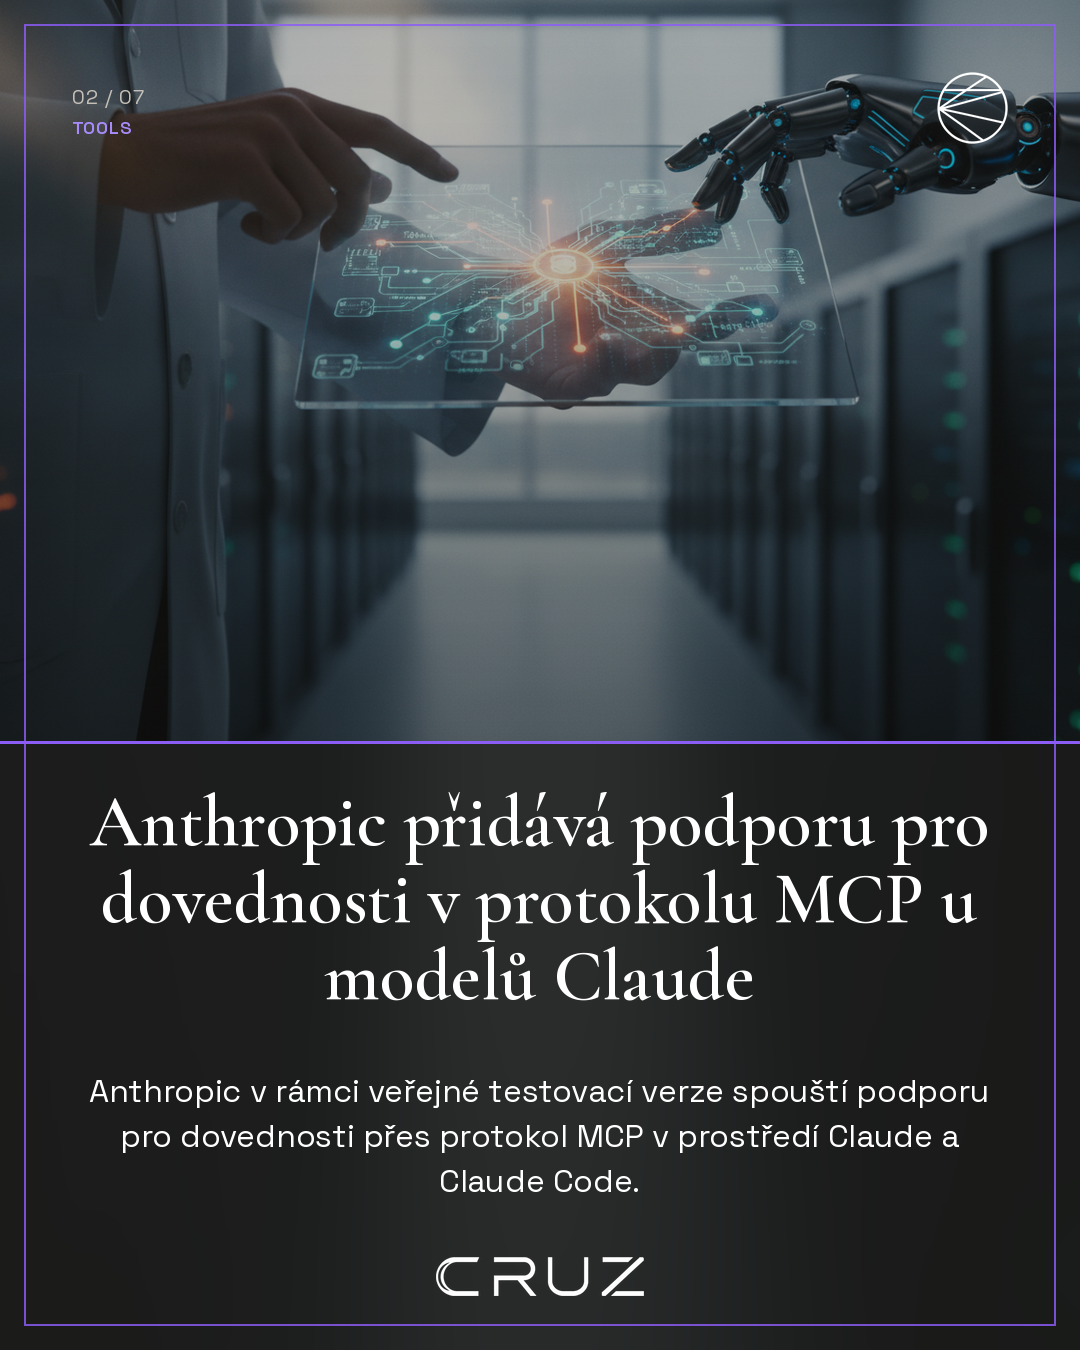 02 / 07
TOOLS
Anthropic přidává podporu pro
dovednosti v protokolu MCP u
modelů Claude
Anthropic v rámci veřejné testovací verze spouští podporu
pro dovednosti přes protokol MCP v prostředí Claude a
Claude Code.
CRUZ